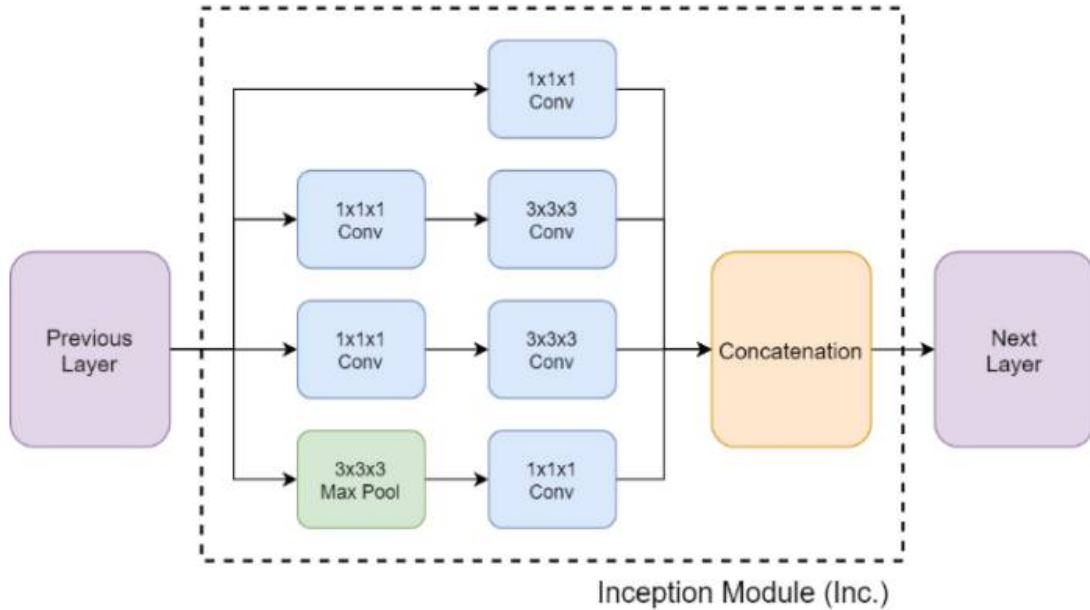 1x1x1
Conv
1x1x1
Conv
3x3x3
Conv
Previous
Layer
1x1x1
Conv
3x3x3
Conv
Concatenation
Next
Layer
3x3x3
Max Pool
1x1x1
Conv
Inception Module (Inc.)